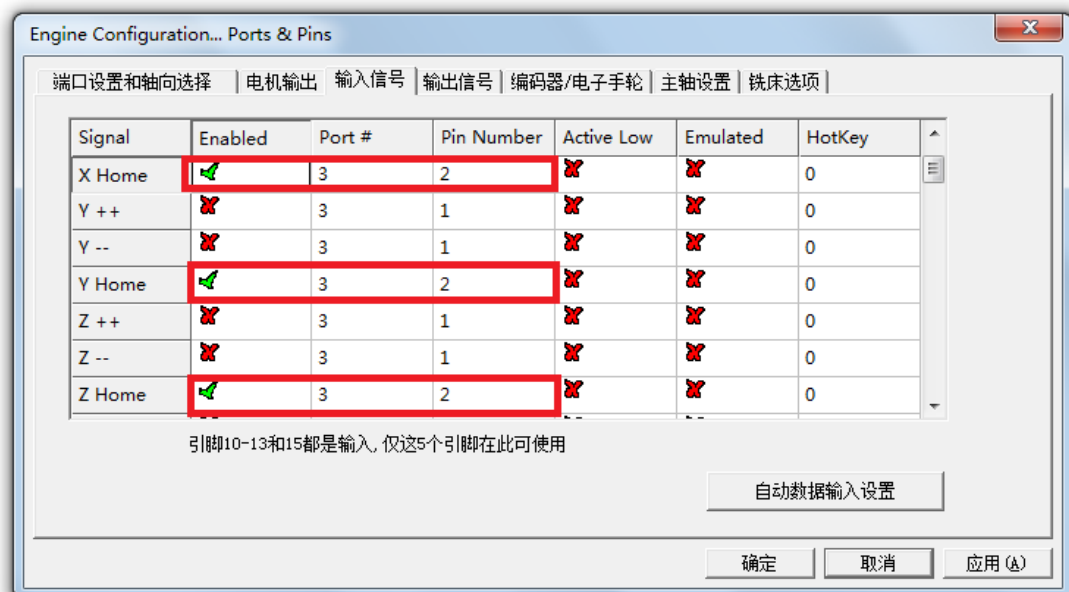 Engine Configuration... Ports & Pins
端口设置和轴向选择 电机输出 输入信号 输出信号 编码器/电子手轮 主轴设置 铣床选项
Signal Enabled Port # Pin Number Active Low Emulated HotKey
X Home 3 2 0
Y ++ 3 1 0
Y -- 3 1 0
Y Home 3 2 0
Z ++ 3 1 0
Z -- 3 1 0
Z Home 3 2 0
引脚10-13和15都是输入,仅这5个引脚在此可使用
自动数据输入设置
确定 取消 应用(A)